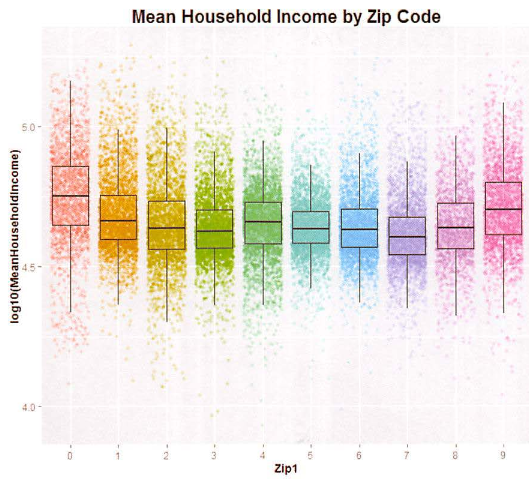 Mean Household Income by Zip Code
log10(MeanHouseholdIncome)
5.0
4.5
4.0
0 1 2 3 4 5 6 7 8 9
Zip1